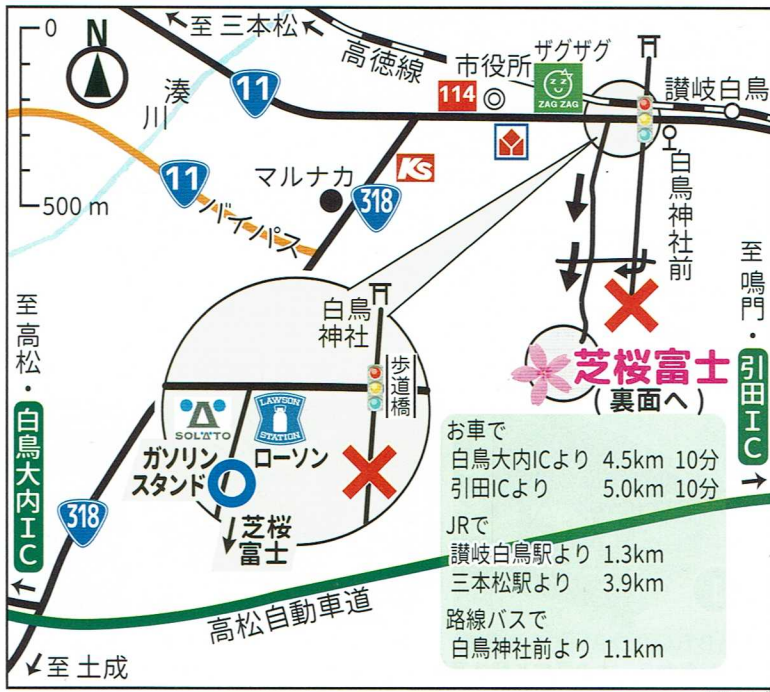 0
500 m
N
至 三本松
高徳線
市役所
ザグザグ
ZAG ZAG
114
讃岐白鳥
湊川
11
11
バイパス
マルナカ
K's
318
白鳥神社前
至 鳴門・
引田IC
至 高松・
白鳥大内IC
白鳥
神社
歩道橋
SOLATO
LAWSON
STATION
ガソリン
スタンド
ローソン
芝桜
富士
芝桜富士
(裏面へ)
318
高松自動車道
至 土成
お車で
白鳥大内ICより 4.5km 10分
引田ICより 5.0km 10分
JRで
讃岐白鳥駅より 1.3km
三本松駅より 3.9km
路線バスで
白鳥神社前より 1.1km